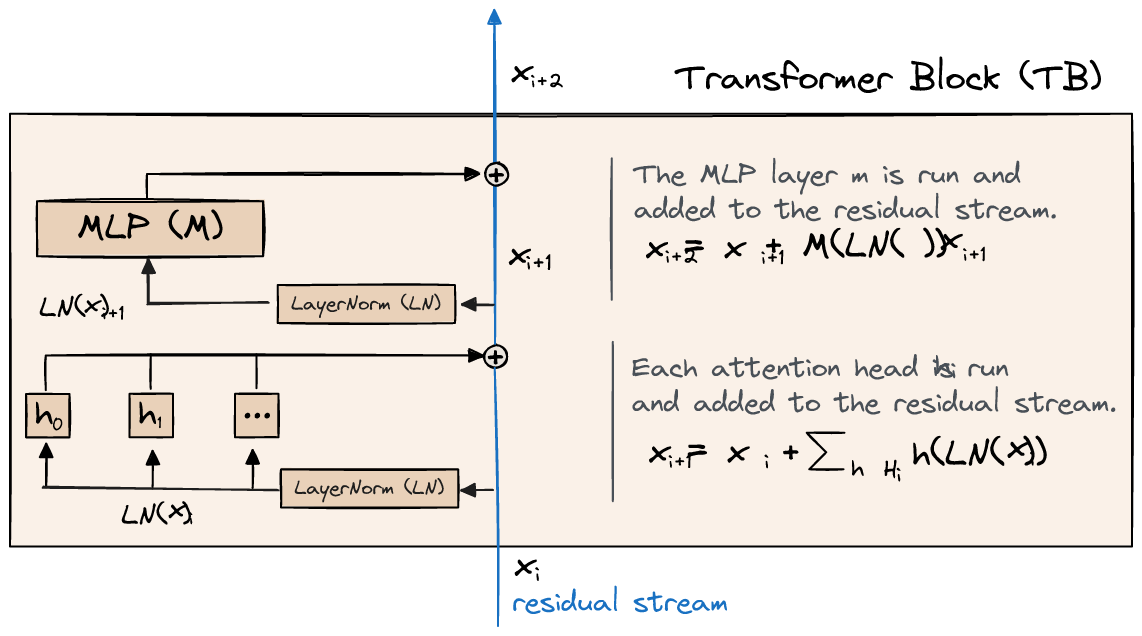 x_{i+2}
Transformer Block (TB)
The MLP layer m is run and
added to the residual stream.
x_{i+2} = x_{i+1} + M(LN(x_{i+1}))
MLP (M)
x_{i+1}
LayerNorm (LN)
LN(x)_{i+1}
Each attention head h_i is run
and added to the residual stream.
x_{i+1} = x_i + ∑_{h H_i} h(LN(x_i))
h_0
h_1
...
LayerNorm (LN)
LN(x)_i
x_i
residual stream